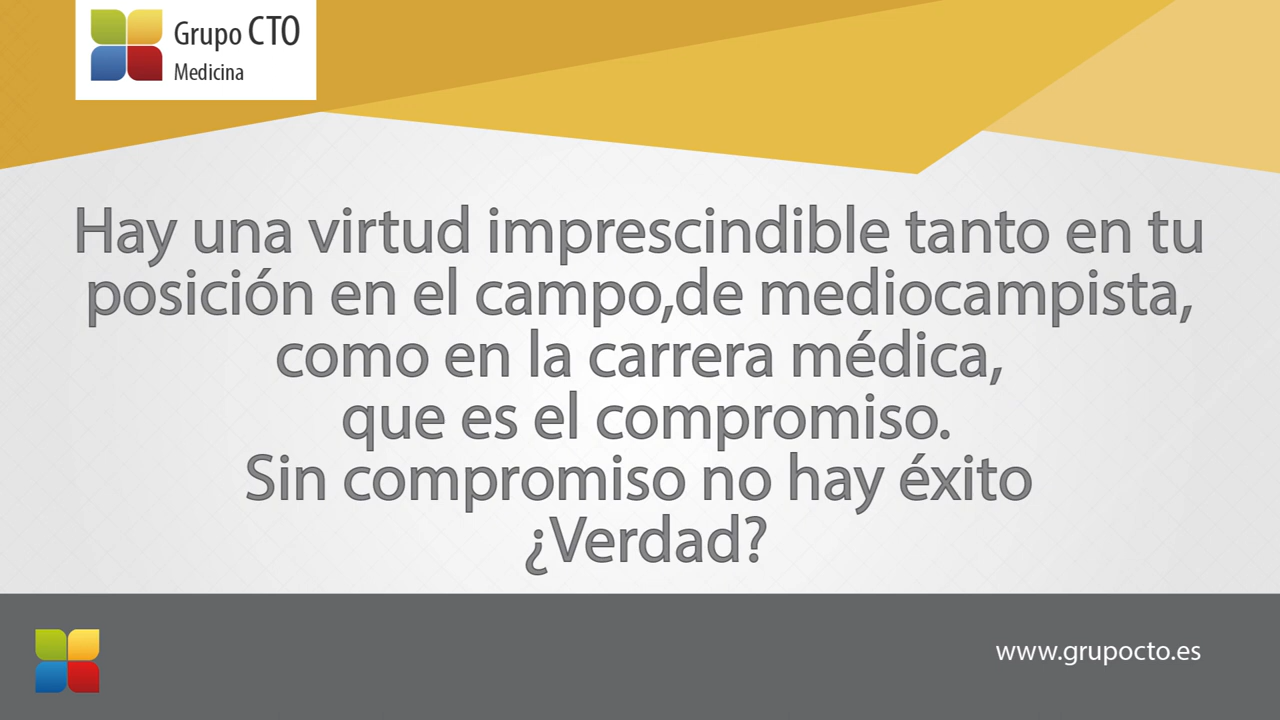 Grupo CTO
Medicina
Hay una virtud imprescindible tanto en tu
posición en el campo,de mediocampista,
como en la carrera médica,
que es el compromiso.
Sin compromiso no hay éxito
¿Verdad?
www.grupocto.es